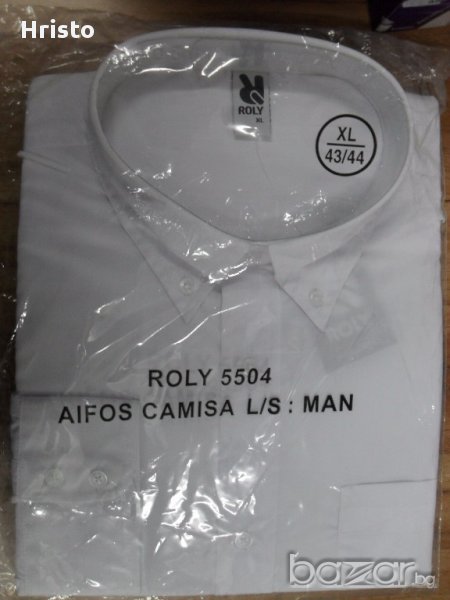 Hristo
ROLY
XL
XL
43/44
ROLY 5504
AIFOS CAMISA L/S : MAN
bazar.bg